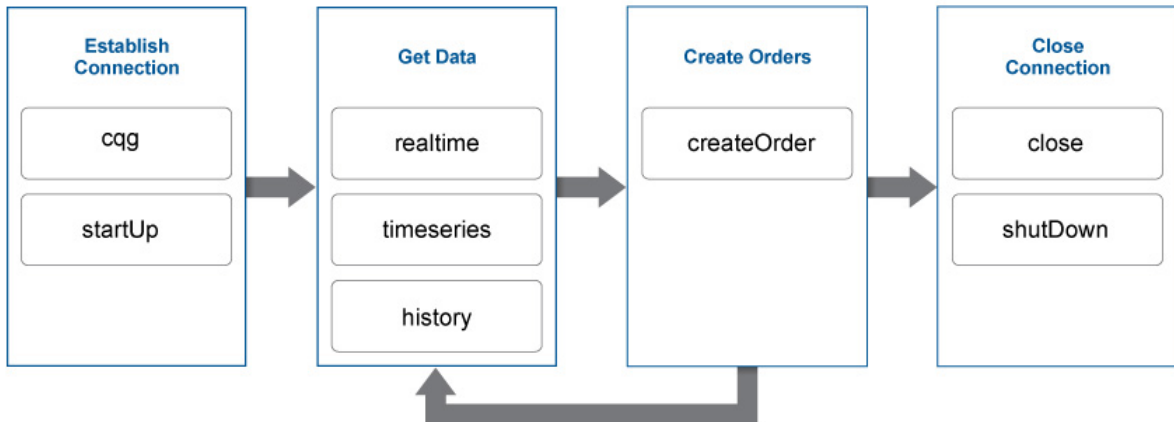 Establish
Connection
cqg
startUp
Get Data
realtime
timeseries
history
Create Orders
createOrder
Close
Connection
close
shutDown